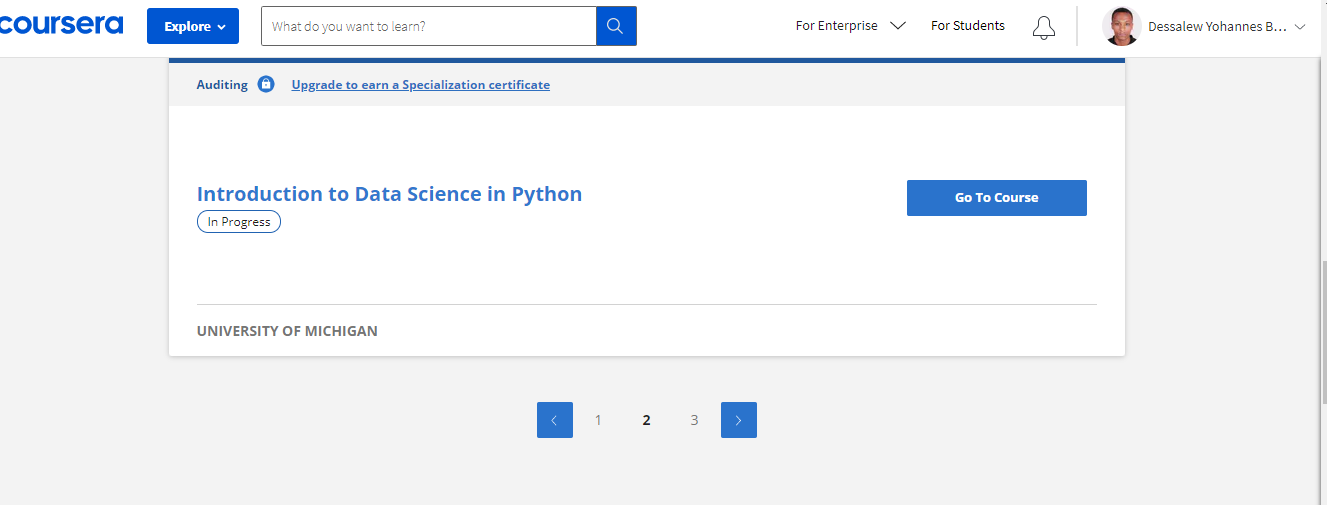 coursera
Explore
What do you want to learn?
For Enterprise
For Students
Dessalew Yohannes B...
Auditing
Upgrade to earn a Specialization certificate
Introduction to Data Science in Python
Go To Course
In Progress
UNIVERSITY OF MICHIGAN
1 2 3